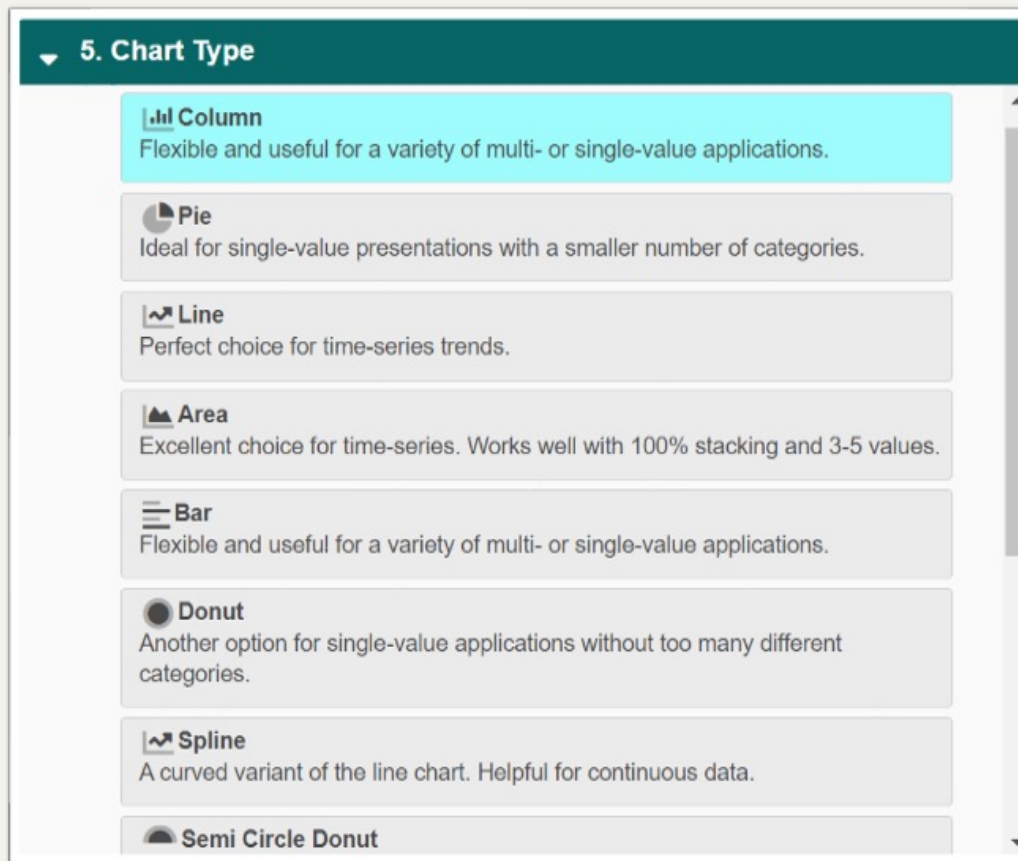 5. Chart Type
Column
Flexible and useful for a variety of multi- or single-value applications.
Pie
Ideal for single-value presentations with a smaller number of categories.
Line
Perfect choice for time-series trends.
Area
Excellent choice for time-series. Works well with 100% stacking and 3-5 values.
Bar
Flexible and useful for a variety of multi- or single-value applications.
Donut
Another option for single-value applications without too many different
categories.
Spline
A curved variant of the line chart. Helpful for continuous data.
Semi Circle Donut